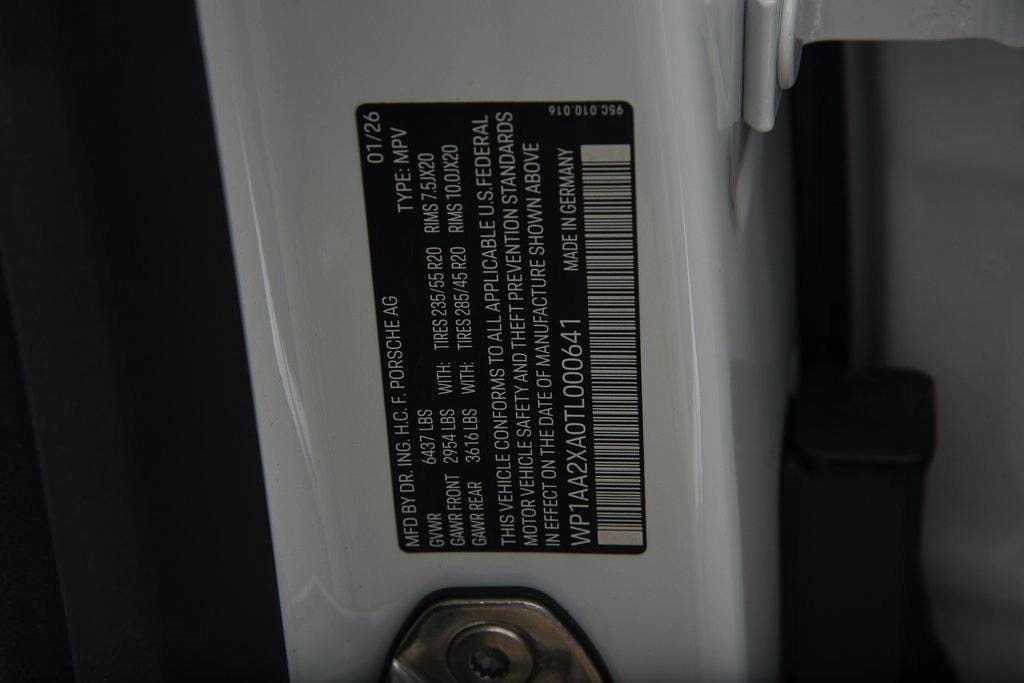 MFD BY DR. ING. H.C. F. PORSCHE AG 01/26
GVWR 6437 LBS TYPE: MPV
GAWR FRONT 2954 LBS WITH: TIRES 235/55 R20 RIMS 7.5JX20
GAWR REAR 3616 LBS WITH: TIRES 285/45 R20 RIMS 10.0JX20
THIS VEHICLE CONFORMS TO ALL APPLICABLE U.S. FEDERAL
MOTOR VEHICLE SAFETY AND THEFT PREVENTION STANDARDS
IN EFFECT ON THE DATE OF MANUFACTURE SHOWN ABOVE
WP1AA2XA0TL000641 MADE IN GERMANY
95C.010.016